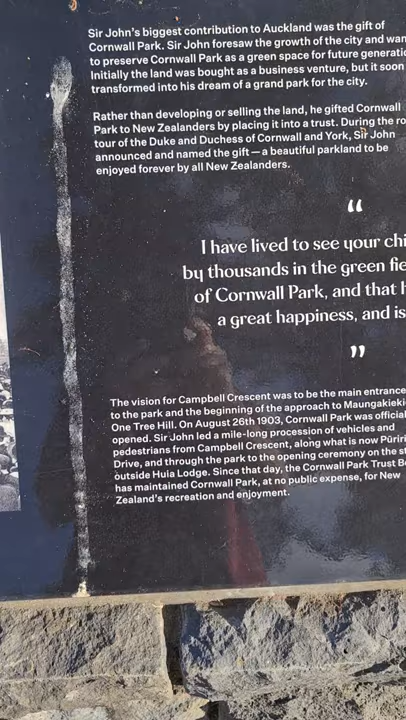 Sir John's biggest contribution to Auckland was the gift of
Cornwall Park. Sir John foresaw the growth of the city and
to preserve Cornwall Park as a green space for future
Initially the land was bought as a business venture, but it soon
transformed into his dream of a grand park for the city.
Rather than developing or selling the land, he gifted Cornwall
Park to New Zealanders by placing it into a trust. During the
tour of the Duke and Duchess of Cornwall and York, Sir John
announced and named the gift — a beautiful parkland to be
enjoyed forever by all New Zealanders.
“
I have lived to see your
by thousands in the green
of Cornwall Park, and that
a great happiness, and is
”
The vision for Campbell Crescent was to be the main entrance
to the park and the beginning of the approach to
One Tree Hill. On August 26th 1903, Cornwall Park was
opened. Sir John led a mile-long procession of vehicles and
pedestrians from Campbell Crescent, along what is now
Drive, and through the park to the opening ceremony on the
outside Huia Lodge. Since that day, the Cornwall Park Trust
has maintained Cornwall Park, at no public expense, for New
Zealand's recreation and enjoyment.